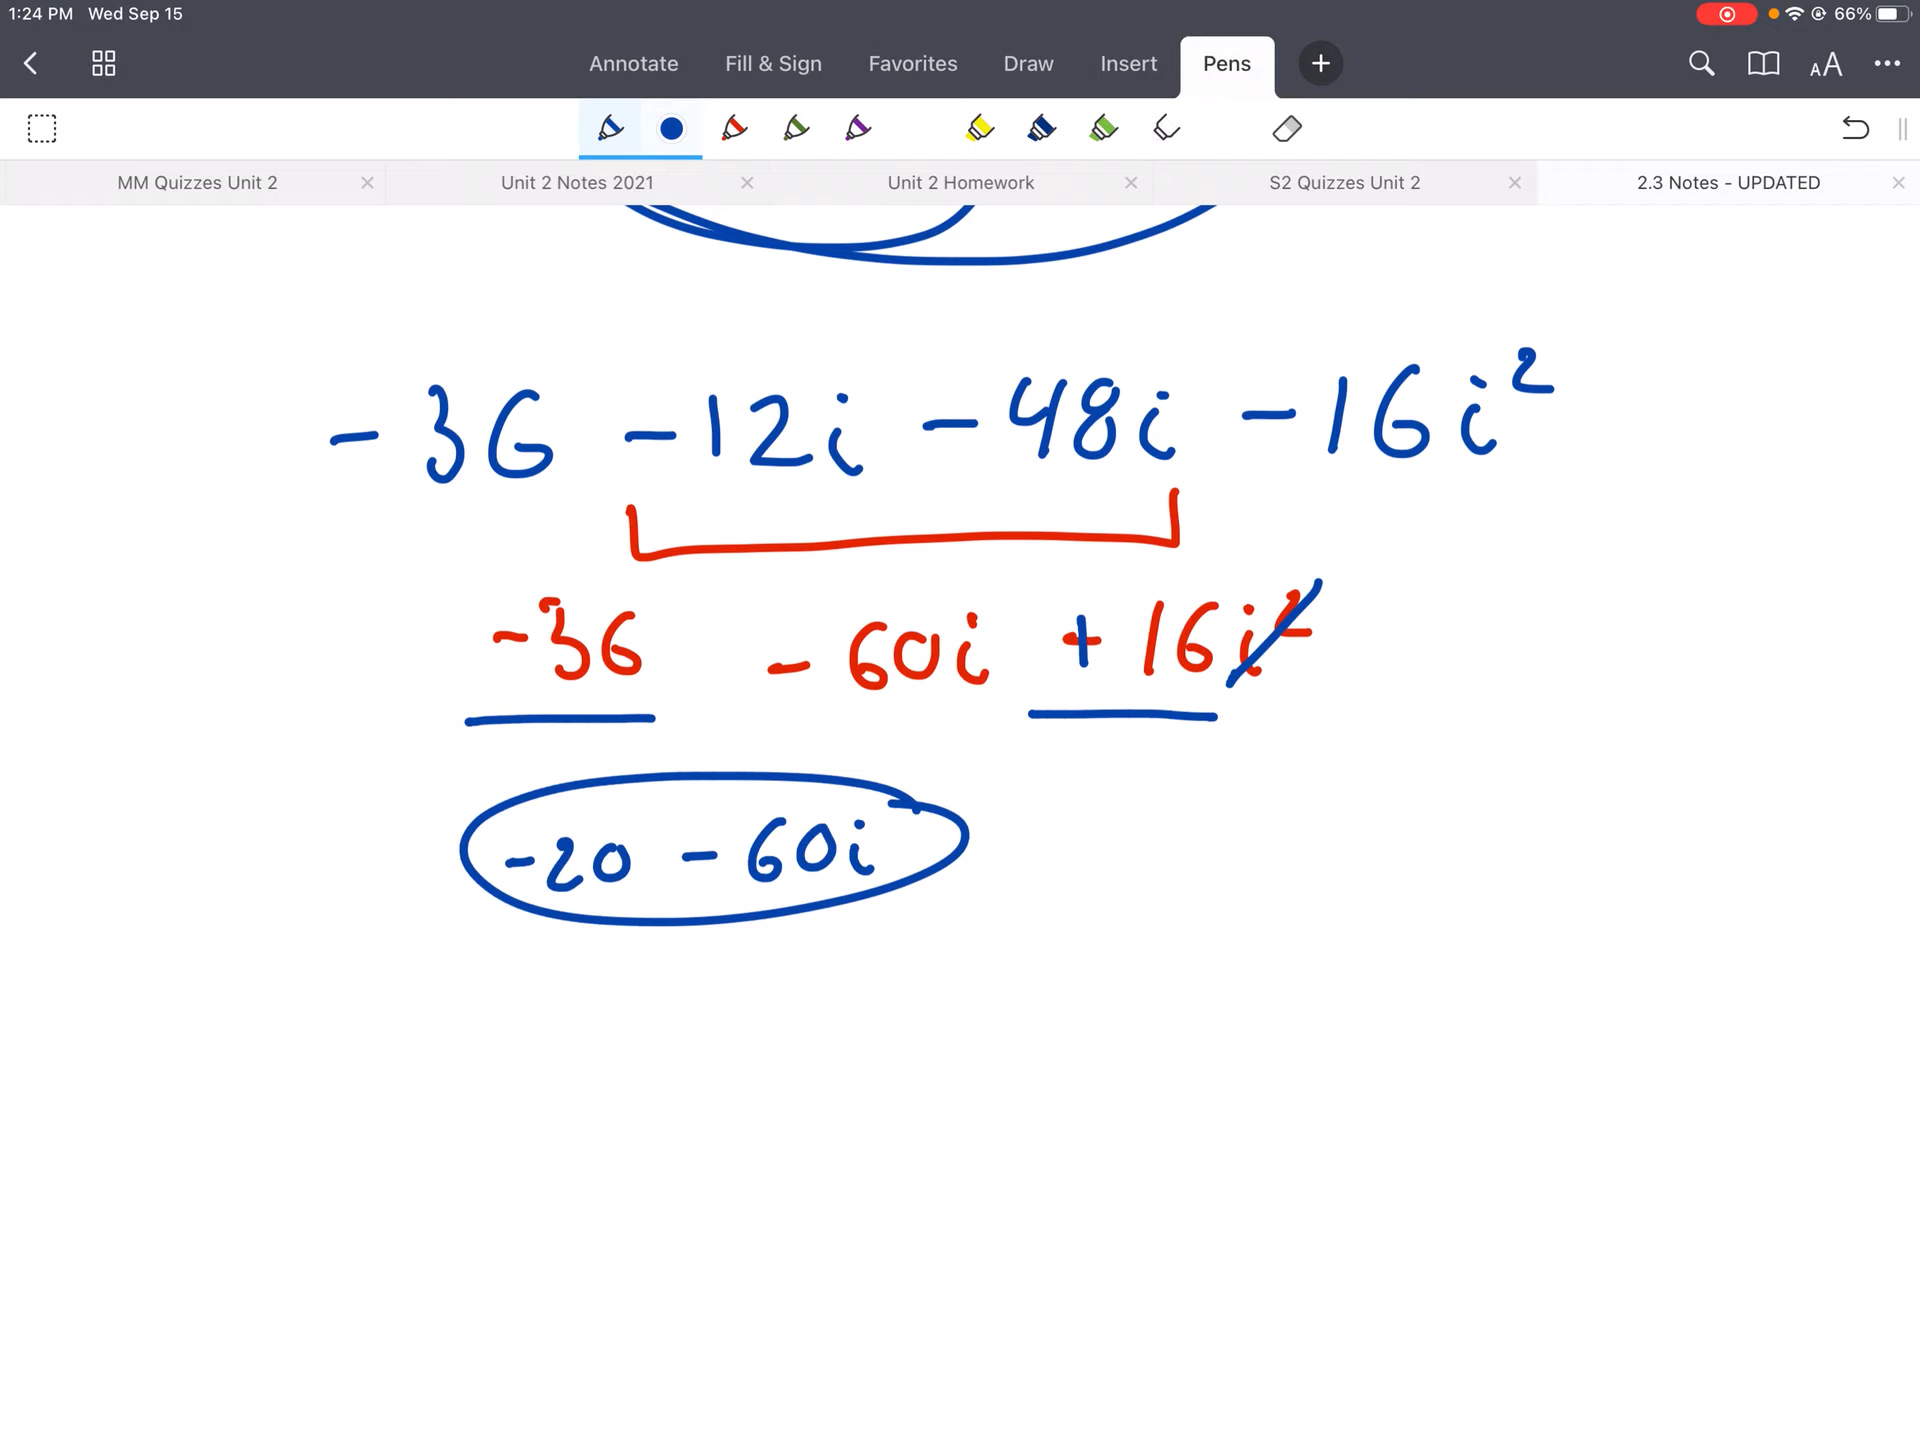 1:24 PM Wed Sep 15 66%
Annotate Fill & Sign Favorites Draw Insert Pens
AA
MM Quizzes Unit 2 Unit 2 Notes 2021 Unit 2 Homework S2 Quizzes Unit 2 2.3 Notes - UPDATED
-36 -12i -48i -16i²
-36 -60i +16i²
-20 -60i